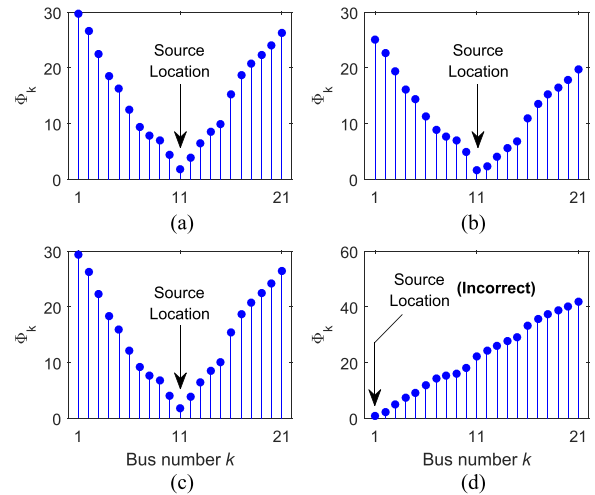 30
20
10
0
Φk
Source
Location
1
11
21
(a)
30
20
10
0
Φk
Source
Location
1
11
21
(b)
30
20
10
0
Φk
Source
Location
1
11
21
Bus number k
(c)
60
40
20
0
Φk
Source
Location (Incorrect)
1
11
21
Bus number k
(d)